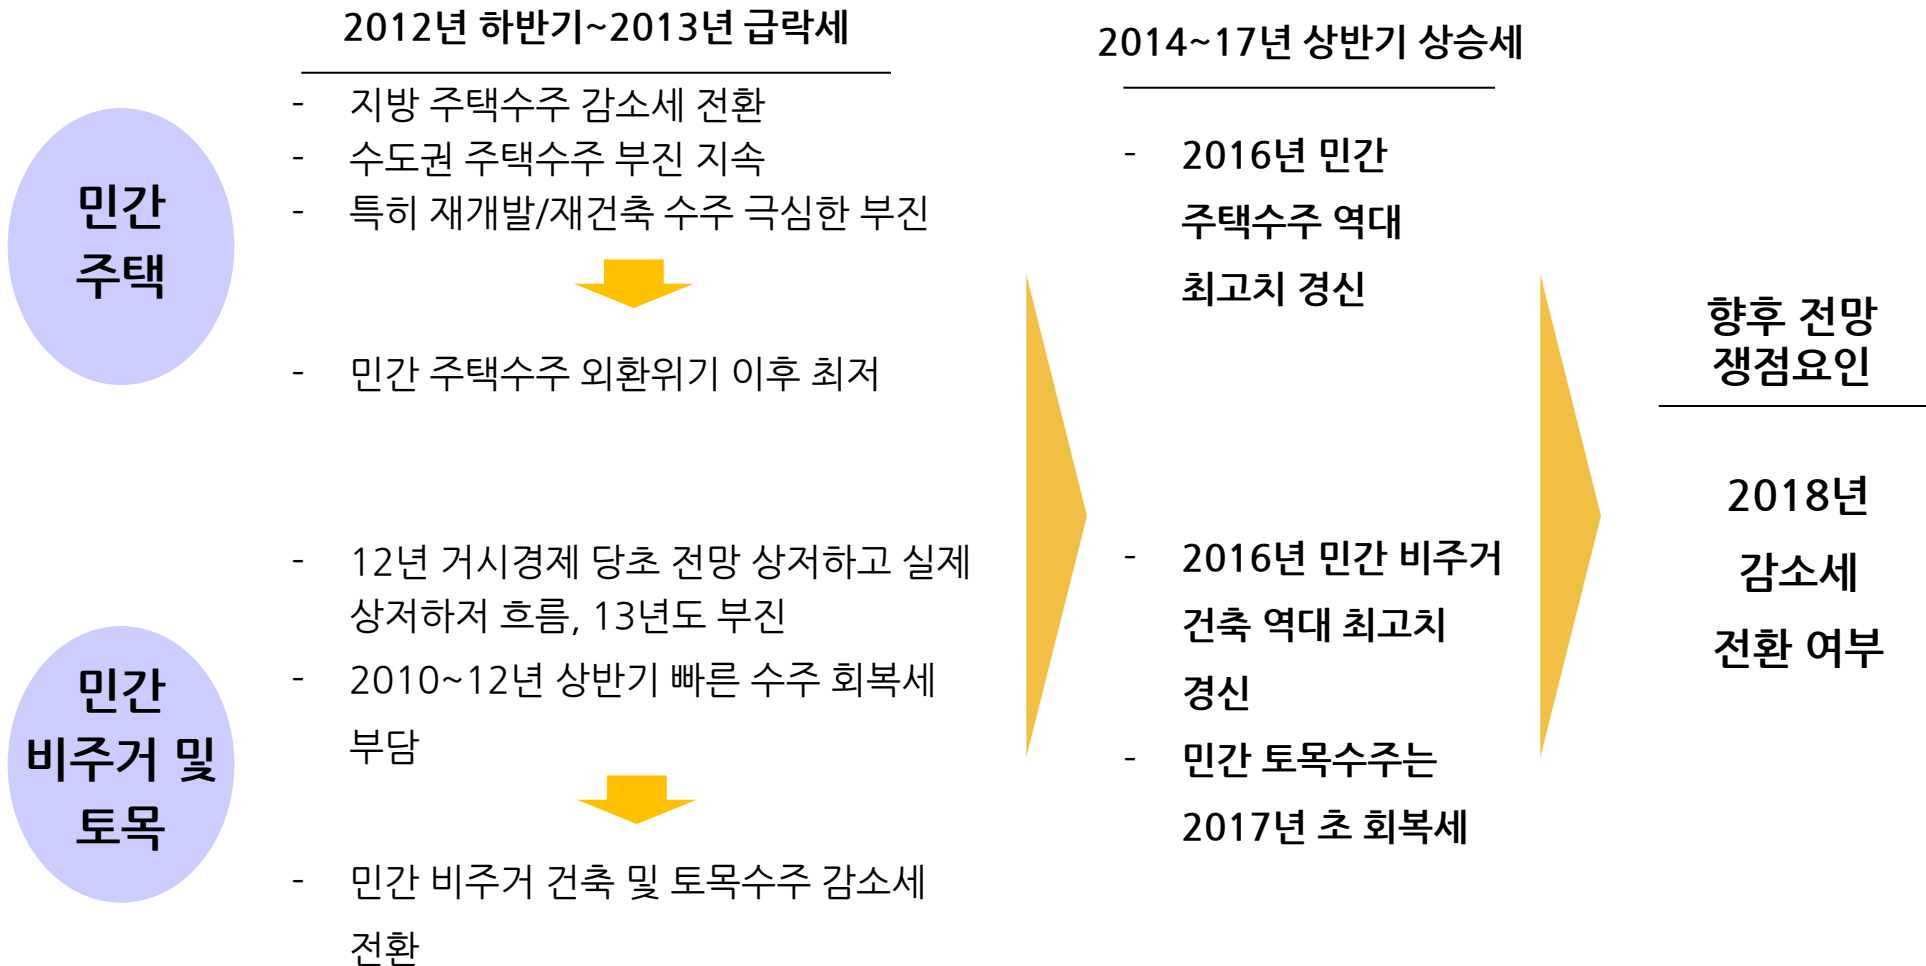 2012년 하반기~2013년 급락세
2014~17년 상반기 상승세
민간
주택
- 지방 주택수주 감소세 전환
- 수도권 주택수주 부진 지속
- 특히 재개발/재건축 수주 극심한 부진
- 민간 주택수주 외환위기 이후 최저
- 2016년 민간
주택수주 역대
최고치 경신
향후 전망
쟁점요인
2018년
감소세
전환 여부
민간
비주거 및
토목
- 12년 거시경제 당초 전망 상저하고 실제
상저하저 흐름, 13년도 부진
- 2010~12년 상반기 빠른 수주 회복세
부담
- 민간 비주거 건축 및 토목수주 감소세
전환
- 2016년 민간 비주거
건축 역대 최고치
경신
- 민간 토목수주는
2017년 초 회복세